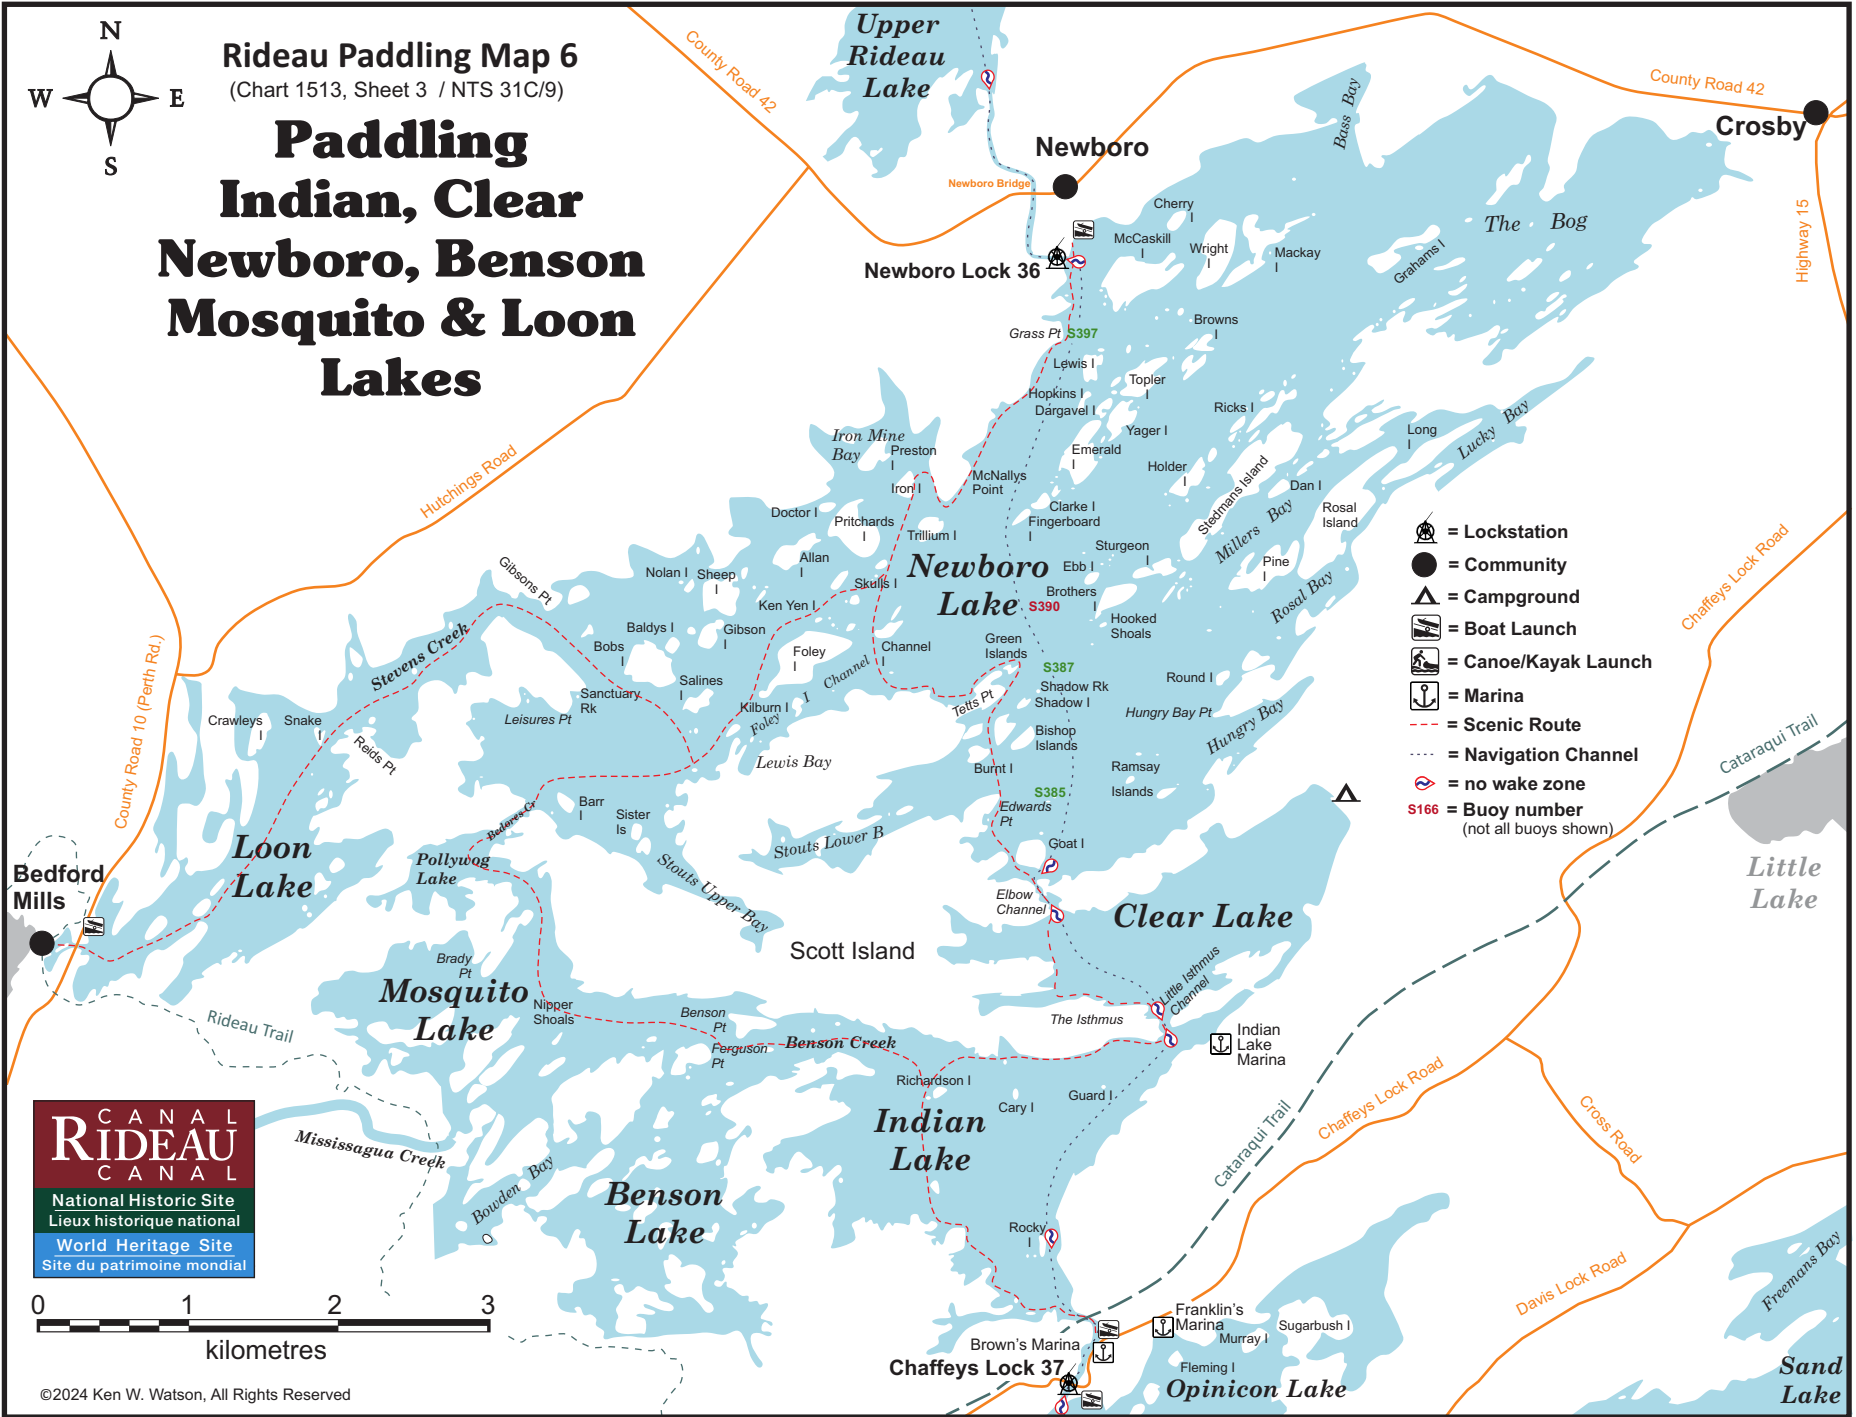 N
W
E
S
Rideau Paddling Map 6
(Chart 1513, Sheet 3 / NTS 31C/9)
Paddling
Indian, Clear
Newboro, Benson
Mosquito & Loon
Lakes
Upper
Rideau
Lake
County Road 42
County Road 42
Crosby
Highway 15
Newboro
Newboro Bridge
Newboro Lock 36
Bass Bay
The Bog
Cherry
I
McCaskill
I
Wright
I
Mackay
I
Grahams I
Grass Pt
S397
Browns
I
Lewis I
Topler
I
Hopkins I
Dargavel I
Ricks I
Yager I
Long
I
Lucky Bay
Iron Mine
Bay
Preston
I
Emerald
I
Holder
I
McNallys
Point
Iron I
Stedmans Island
Dan I
Rosal
Island
Hutchings Road
Doctor I
Pritchards
I
Trillium I
Clarke I
Fingerboard
I
Millers Bay
Sturgeon
I
Pine
I
Allan
I
Newboro
Lake
Ebb I
Brothers
I
Rosal Bay
Gibsons Pt
Nolan I
Sheep
I
Skulls I
Ken Yen I
S390
Hooked
Shoals
Stevens Creek
Baldys I
Gibson
I
Bobs
I
Foley
I
Channel
I
Green
Islands
S387
Foley I Channel
Salines
I
Sanctuary
Rk
Kilburn I
Tetts Pt
Shadow Rk
Shadow I
Round I
Hungry Bay Pt
Hungry Bay
Leisures Pt
Crawleys
I
Snake
I
Reids Pt
Bishop
Islands
Lewis Bay
Burnt I
Ramsay
Islands
S385
Edwards
Pt
County Road 10 (Perth Rd.)
Barr
I
Sister
Is
Bedores Cr
Stouts Lower B
Goat I
Loon
Lake
Pollywog
Lake
Stouts Upper Bay
Elbow
Channel
Clear Lake
Bedford
Mills
Scott Island
Little Isthmus
Channel
Brady
Pt
Mosquito
Lake
Nipper
Shoals
Benson
Pt
The Isthmus
Indian
Lake
Marina
Rideau Trail
Ferguson
Pt
Benson Creek
Richardson I
Cary I
Guard I
Indian
Lake
Mississagua Creek
Bowden Bay
Benson
Lake
Rocky
I
= Lockstation
= Community
= Campground
= Boat Launch
= Canoe/Kayak Launch
= Marina
= Scenic Route
= Navigation Channel
= no wake zone
S166 = Buoy number
(not all buoys shown)
Chaffeys Lock Road
Cataraqui Trail
Little
Lake
Chaffeys Lock Road
Cataraqui Trail
Cross Road
Davis Lock Road
Freemans Bay
Sand
Lake
Franklin's
Marina
Murray I
Sugarbush I
Fleming I
Opinicon Lake
Brown's Marina
Chaffeys Lock 37
CANAL
RIDEAU
CANAL
National Historic Site
Lieux historique national
World Heritage Site
Site du patrimoine mondial
0 1 2 3
kilometres
©2024 Ken W. Watson, All Rights Reserved